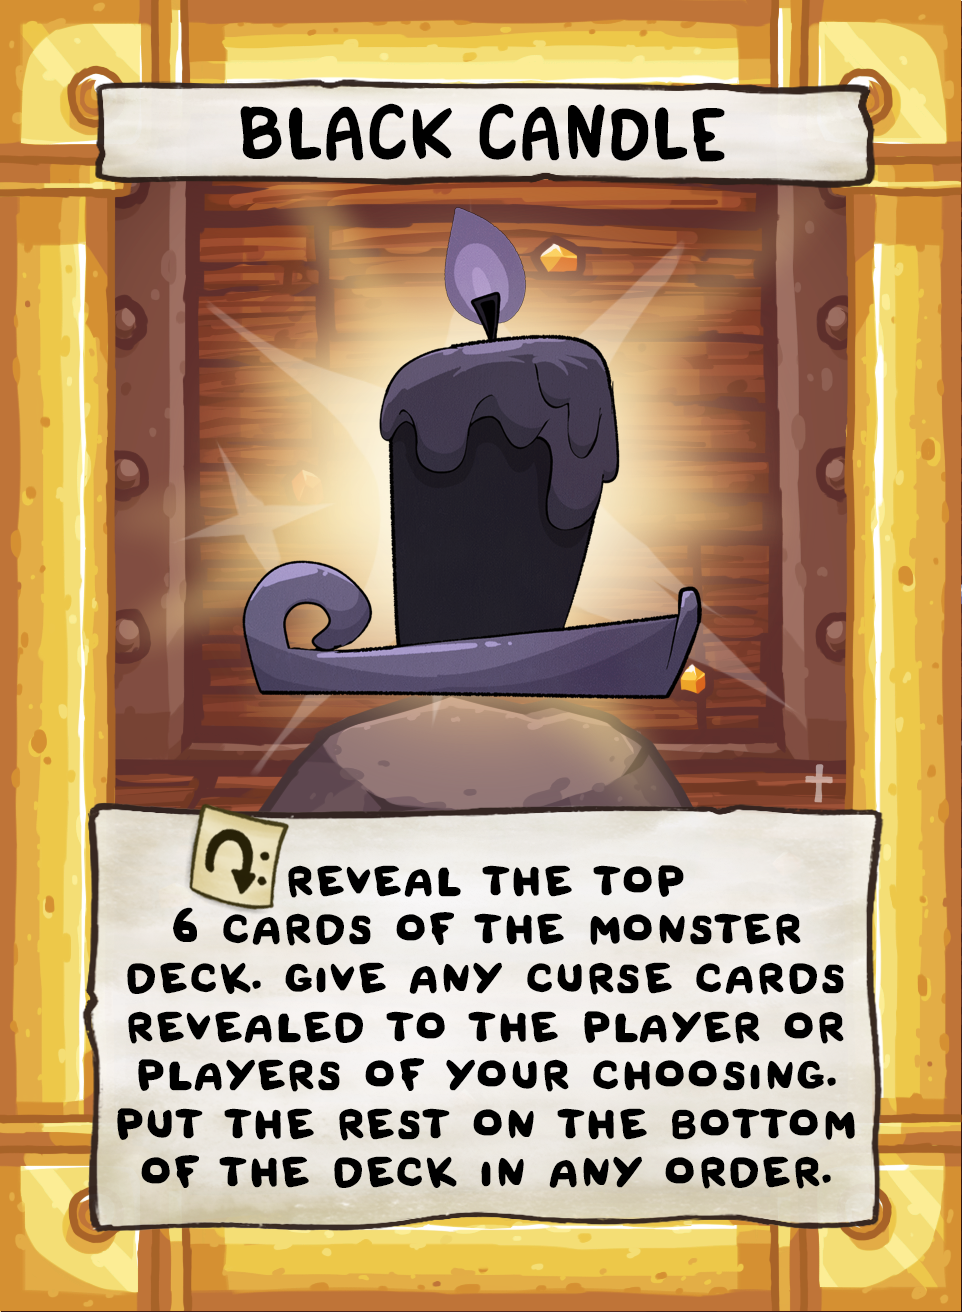 BLACK CANDLE
REVEAL THE TOP
6 CARDS OF THE MONSTER
DECK. GIVE ANY CURSE CARDS
REVEALED TO THE PLAYER OR
PLAYERS OF YOUR CHOOSING.
PUT THE REST ON THE BOTTOM
OF THE DECK IN ANY ORDER.